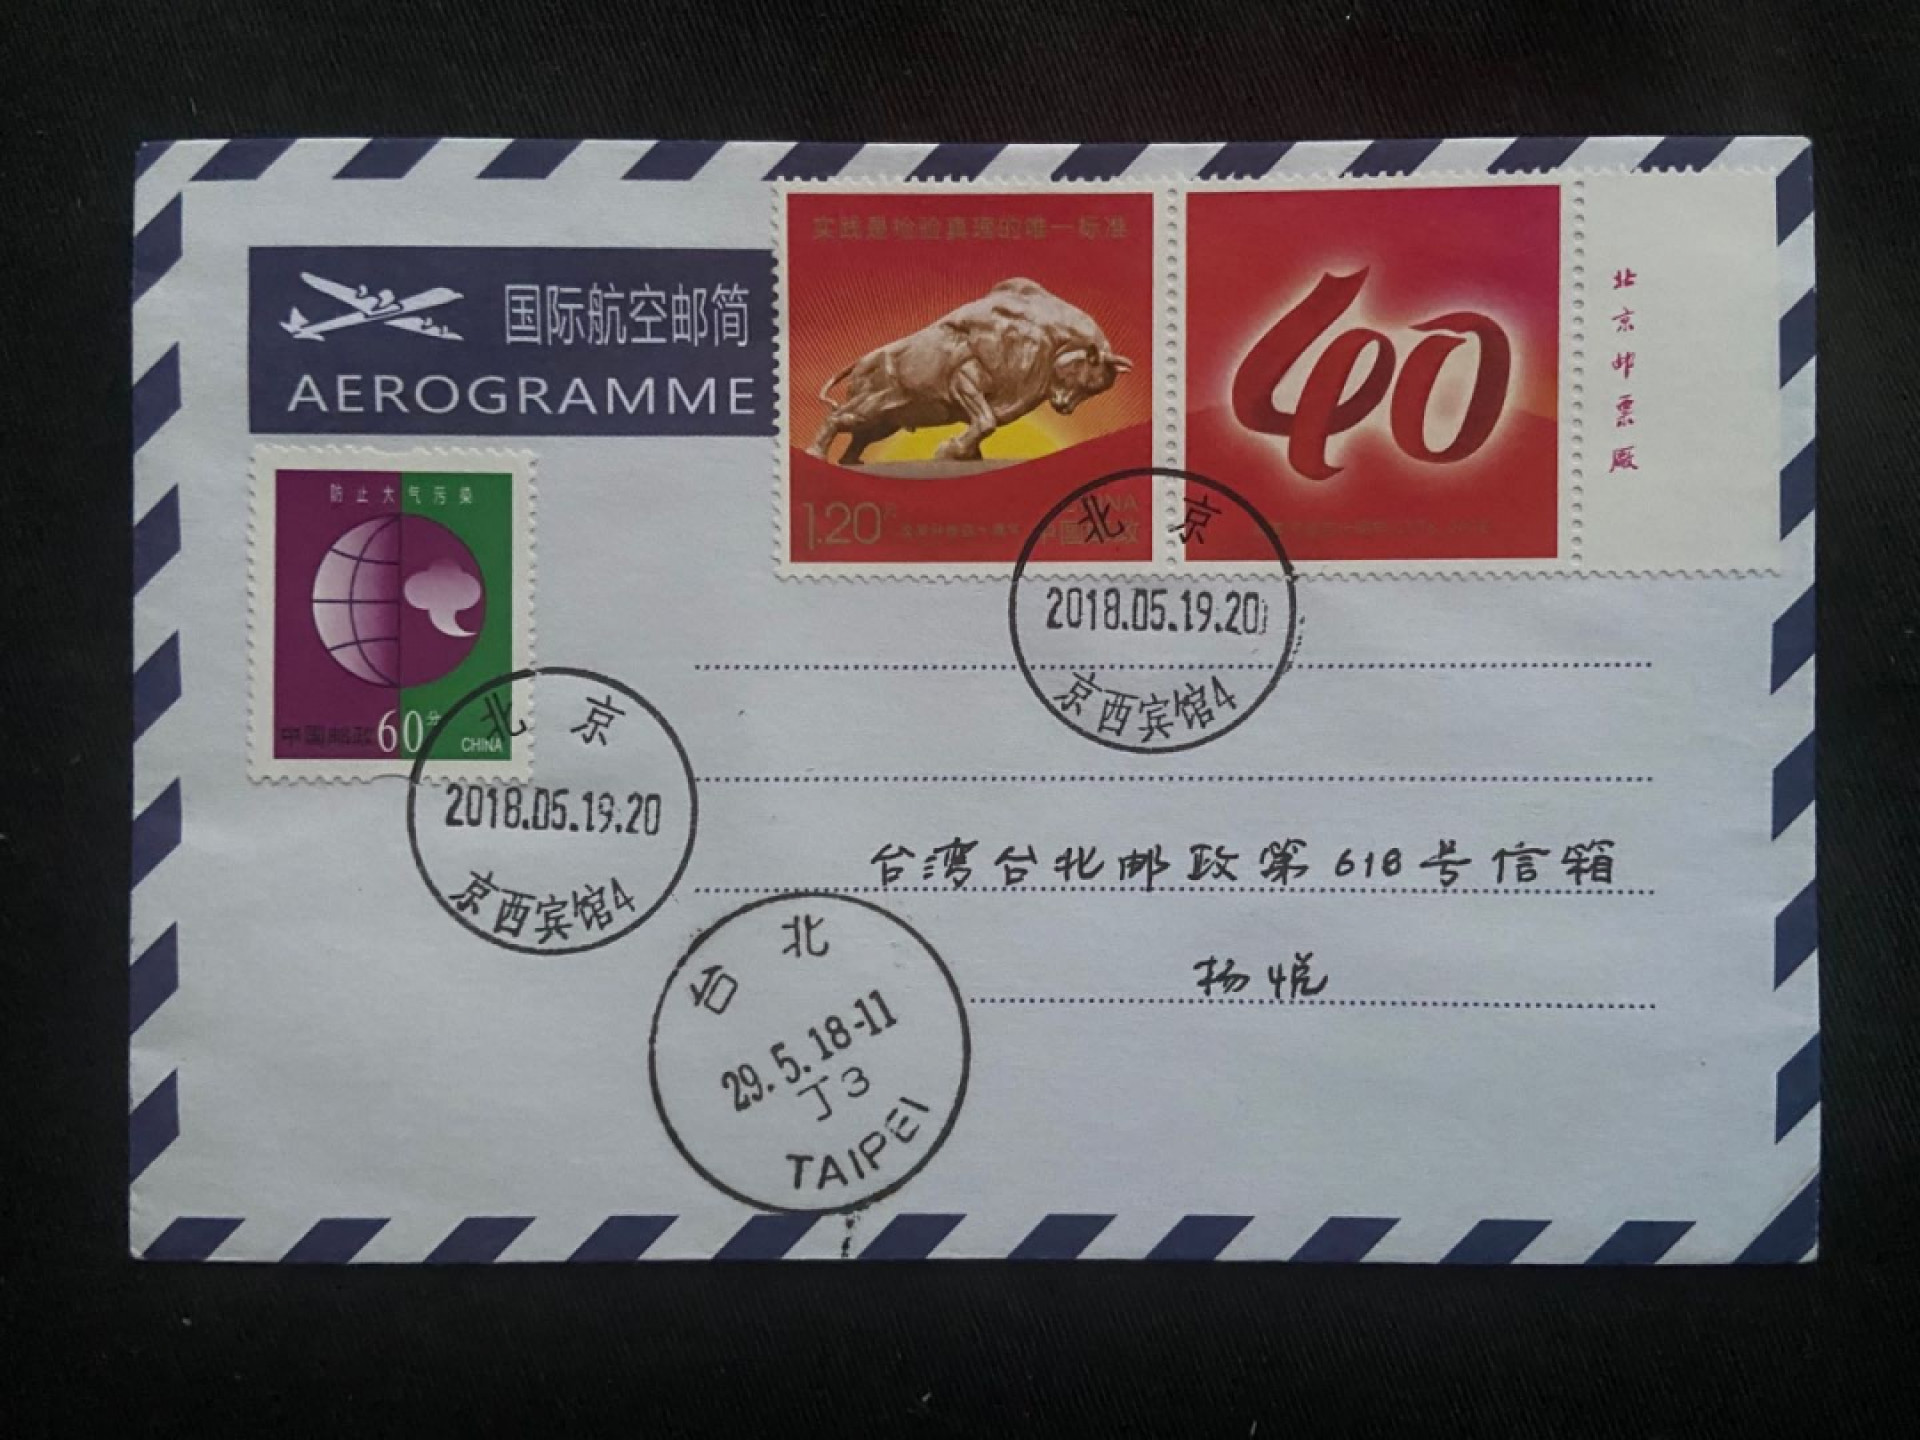 国际航空邮简
AEROGRAMME
实践是检验真理的唯一标准
1.20元
CHINA
中国邮政
40
北京邮票厂
防止大气污染
中国邮政 60分 CHINA
北京
2018.05.19.20
京西宾馆4
北京
2018.05.19.20
京西宾馆4
台湾台北邮政第618号信箱
杨悦
台北
29.5.18-11
丁3
TAIPEI